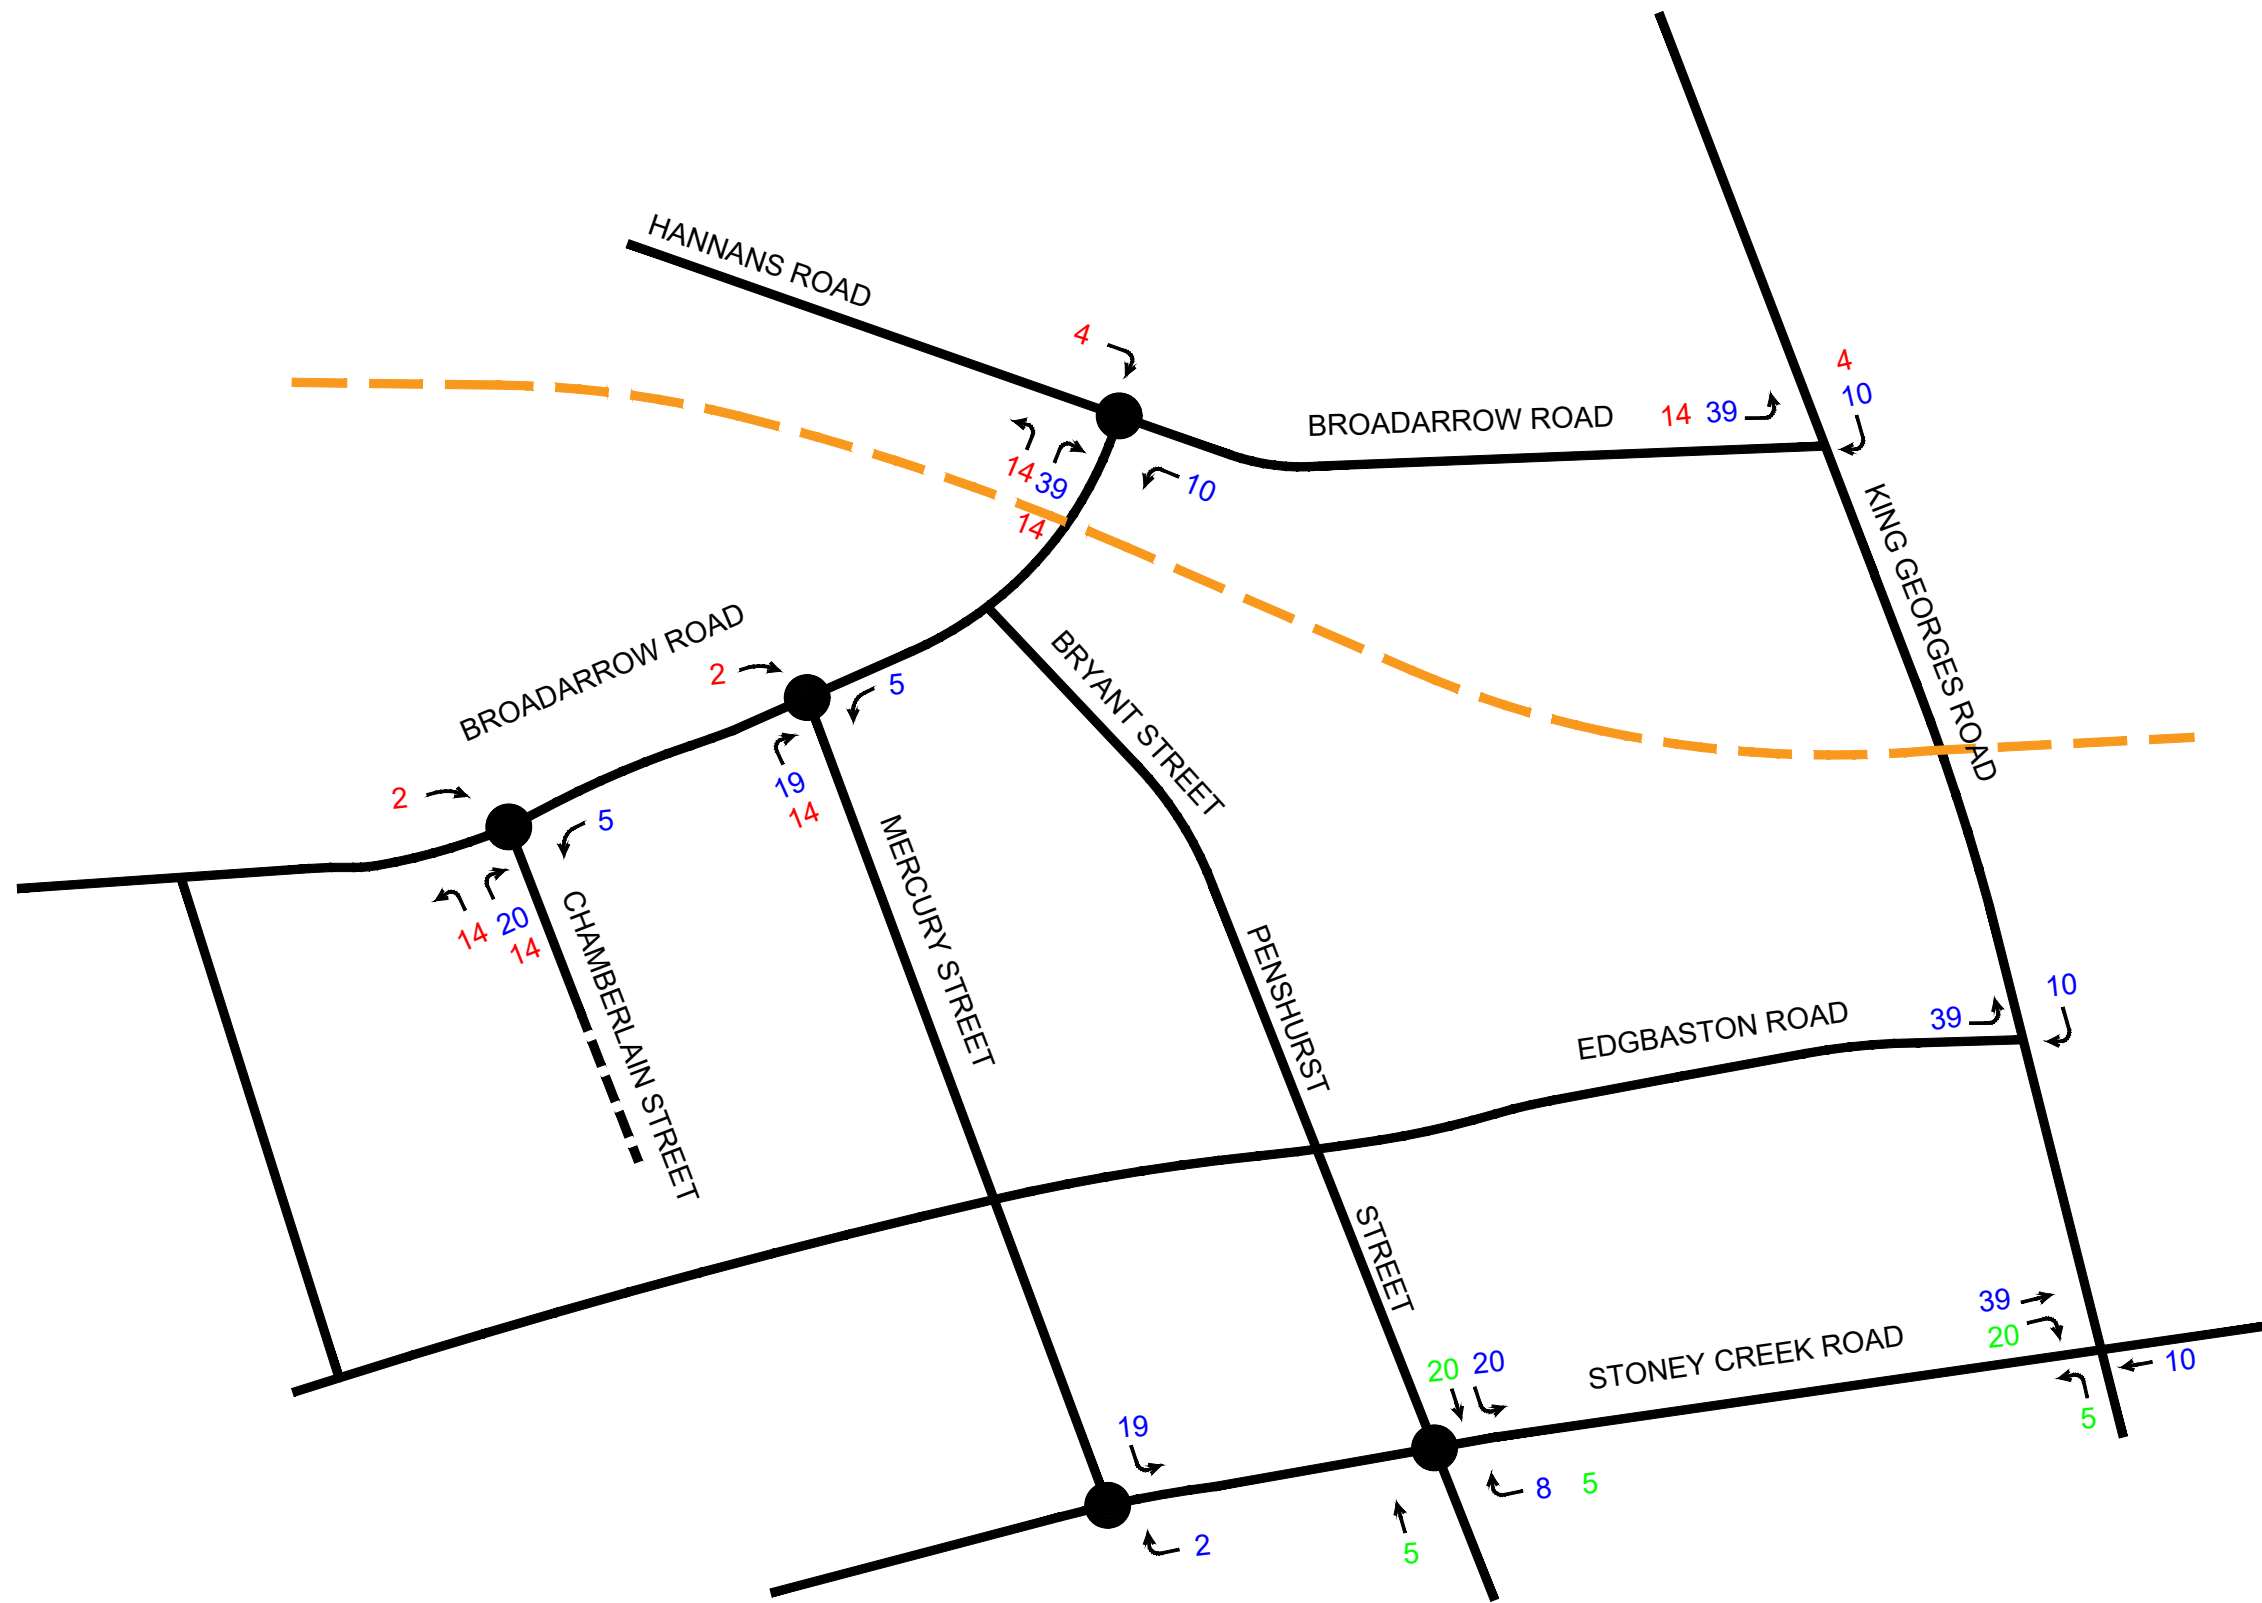 HANNANS ROAD
4
4
10
BROADARROW ROAD
14 39
14 39
14
10
KING GEORGES ROAD
BROADARROW ROAD
2
5
BRYANT STREET
19
14
2
5
MERCURY STREET
14 20
14
CHAMBERLAIN STREET
PENSHURST
STREET
10
39
EDGBASTON ROAD
39
20
STONEY CREEK ROAD
10
5
20 20
19
8 5
2
5